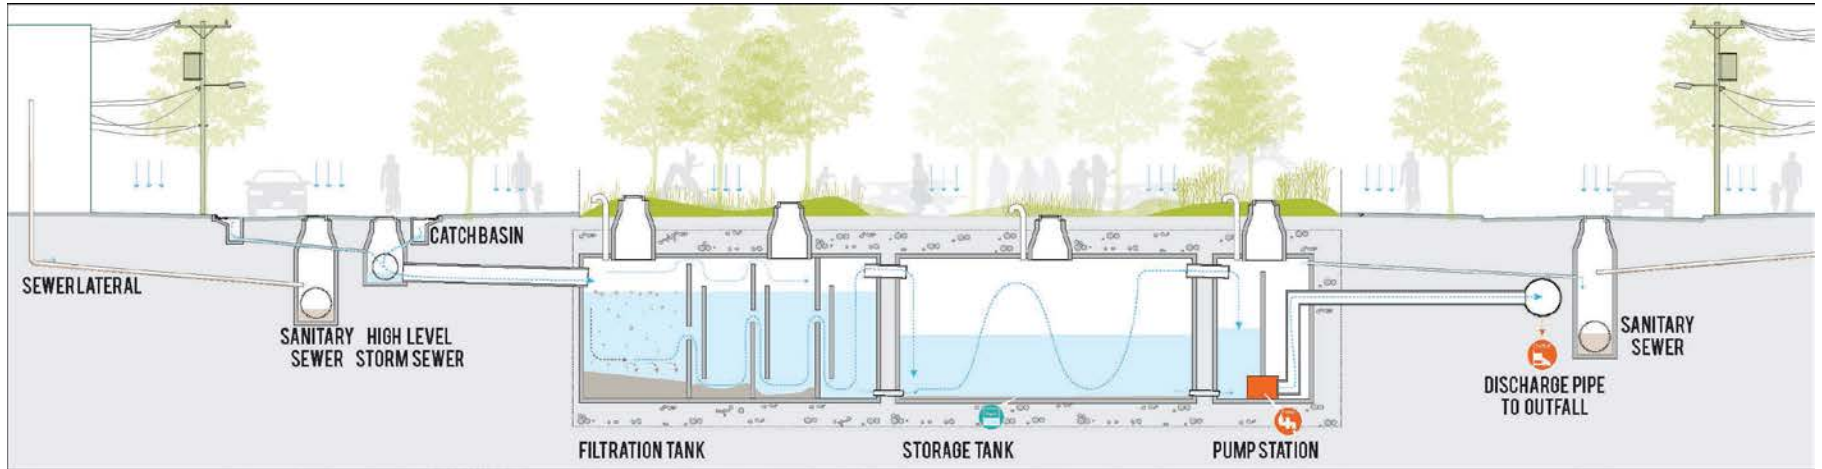 CATCH BASIN
SEWER LATERAL
SANITARY
SEWER
HIGH LEVEL
STORM SEWER
SANITARY
SEWER
DISCHARGE PIPE
TO OUTFALL
FILTRATION TANK
STORAGE TANK
PUMP STATION